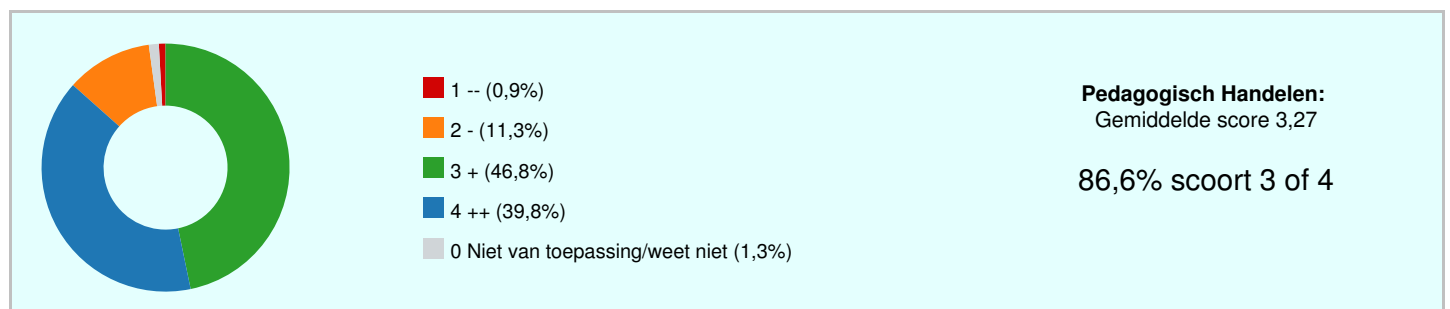 1 -- (0,9%)
2 - (11,3%)
3 + (46,8%)
4 ++ (39,8%)
0 Niet van toepassing/weet niet (1,3%)
Pedagogisch Handelen:
Gemiddelde score 3,27
86,6% scoort 3 of 4